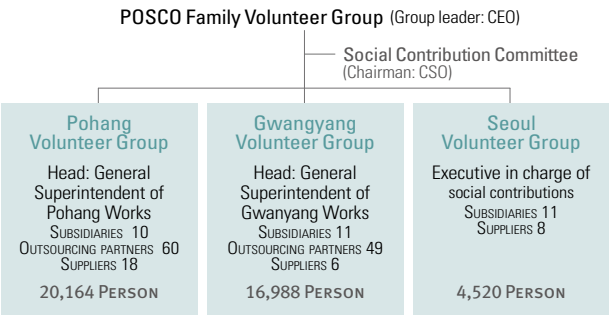 POSCO Family Volunteer Group (Group leader: CEO)
Social Contribution Committee
(Chairman: CSO)
Pohang
Volunteer Group
Head: General
Superintendent of
Pohang Works
Subsidiaries 10
Outsourcing partners 60
Suppliers 18
20,164 Person
Gwangyang
Volunteer Group
Head: General
Superintendent of
Gwanyang Works
Subsidiaries 11
Outsourcing partners 49
Suppliers 6
16,988 Person
Seoul
Volunteer Group
Executive in charge of
social contributions
Subsidiaries 11
Suppliers 8
4,520 Person